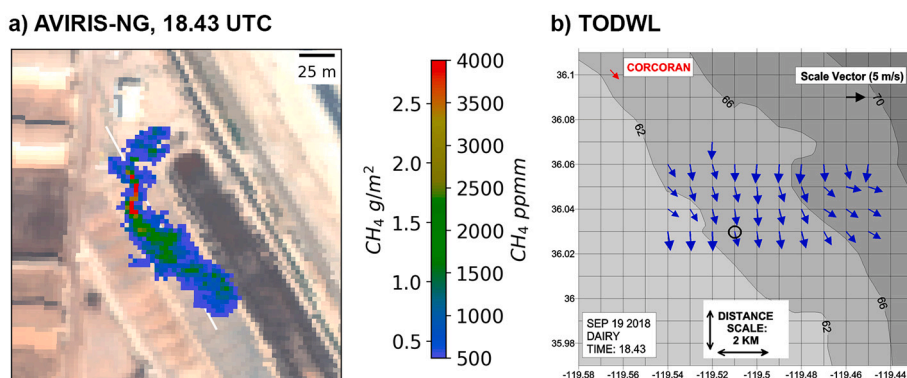 a) AVIRIS-NG, 18.43 UTC
25 m
2.5
2.0
1.5
1.0
0.5
CH4 g/m²
4000
3500
3000
2500
2000
1500
1000
500
CH4 ppmm
b) TODWL
36.1
36.08
36.06
36.04
36.02
36
35.98
CORCORAN
Scale Vector (5 m/s)
62
66
70
62
66
SEP 19 2018
DAIRY
TIME: 18.43
DISTANCE
SCALE:
2 KM
-119.58 -119.56 -119.54 -119.52 -119.5 -119.48 -119.46 -119.44